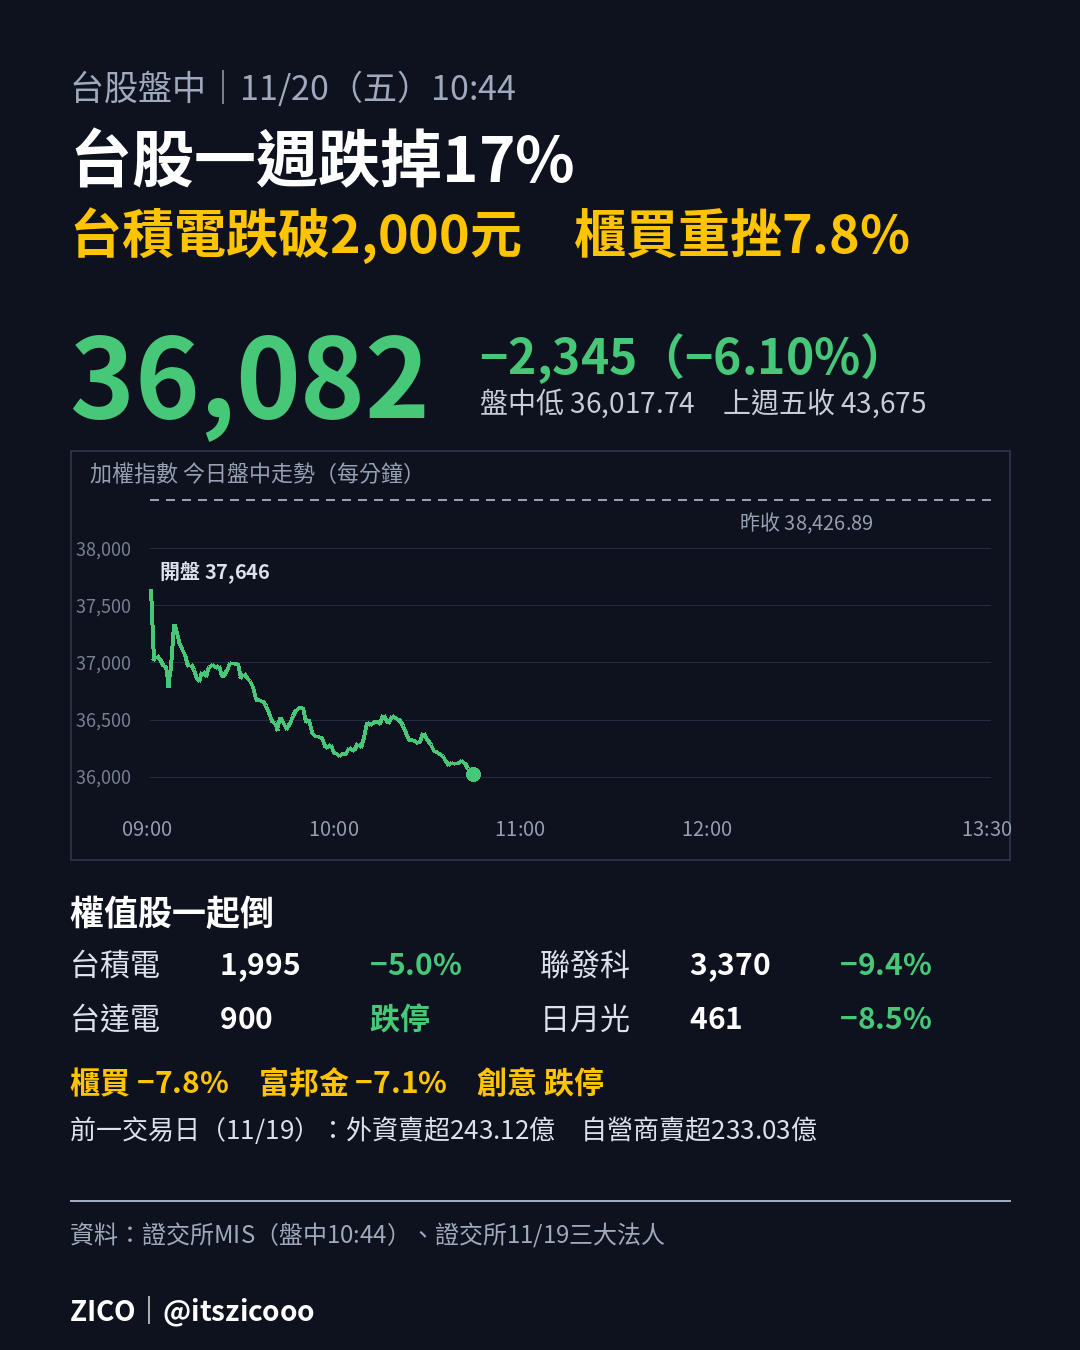 台股盤中｜11/20（五）10:44
台股一週跌掉17%
台積電跌破2,000元　櫃買重挫7.8%
36,082
−2,345（−6.10%）
盤中低 36,017.74　上週五收 43,675
加權指數 今日盤中走勢（每分鐘）
昨收 38,426.89
38,000
開盤 37,646
37,500
37,000
36,500
36,000
09:00 10:00 11:00 12:00 13:30
權值股一起倒
台積電 1,995 −5.0% 聯發科 3,370 −9.4%
台達電 900 跌停 日月光 461 −8.5%
櫃買 −7.8%　富邦金 −7.1%　創意 跌停
前一交易日（11/19）：外資賣超243.12億　自營商賣超233.03億
資料：證交所MIS（盤中10:44）、證交所11/19三大法人
ZICO｜@itszicooo